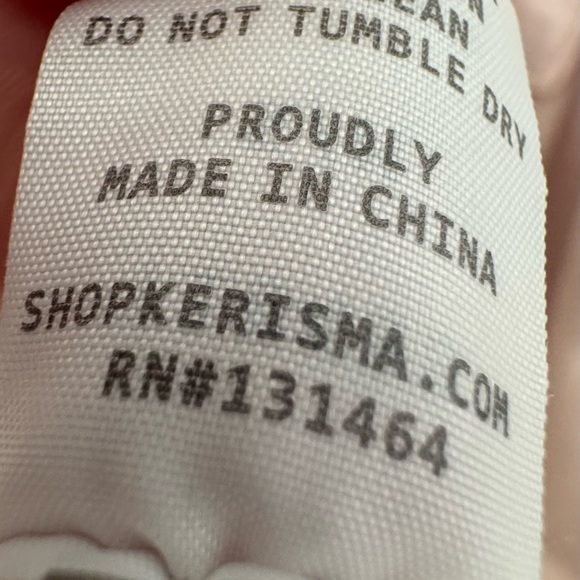 DO NOT TUMBLE DRY
PROUDLY
MADE IN CHINA
SHOPKERISMA.COM
RN#131464